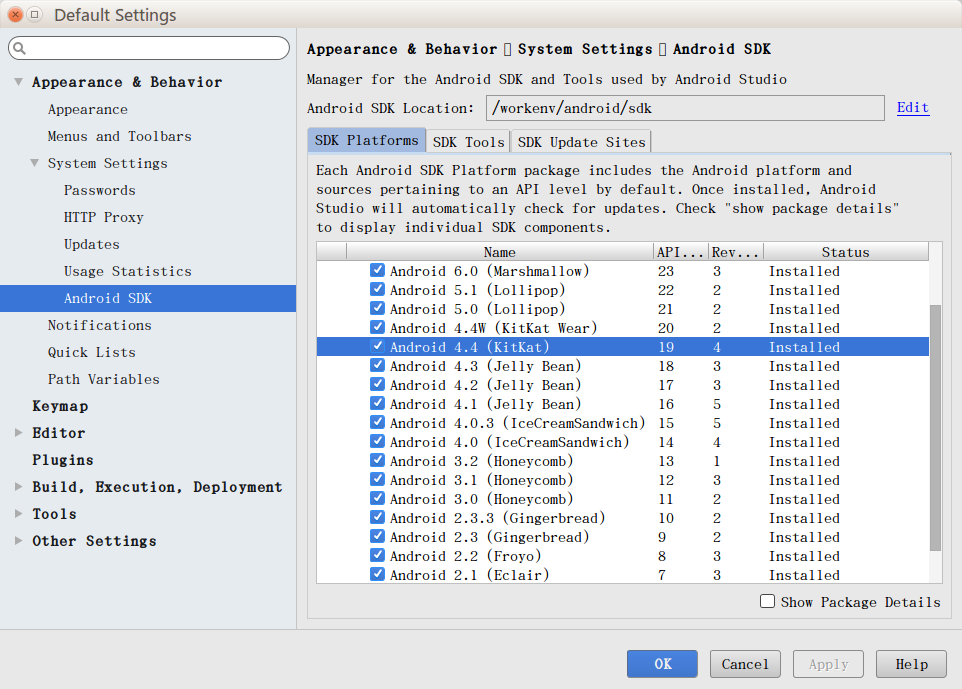 Default Settings
Appearance & Behavior
Appearance
Menus and Toolbars
System Settings
Passwords
HTTP Proxy
Updates
Usage Statistics
Android SDK
Notifications
Quick Lists
Path Variables
Keymap
Editor
Plugins
Build, Execution, Deployment
Tools
Other Settings
Appearance & Behavior ▯ System Settings ▯ Android SDK
Manager for the Android SDK and Tools used by Android Studio
Android SDK Location: /workenv/android/sdk Edit
SDK Platforms SDK Tools SDK Update Sites
Each Android SDK Platform package includes the Android platform and
sources pertaining to an API level by default. Once installed, Android
Studio will automatically check for updates. Check "show package details"
to display individual SDK components.
Name API... Rev... Status
Android 6.0 (Marshmallow) 23 3 Installed
Android 5.1 (Lollipop) 22 2 Installed
Android 5.0 (Lollipop) 21 2 Installed
Android 4.4W (KitKat Wear) 20 2 Installed
Android 4.4 (KitKat) 19 4 Installed
Android 4.3 (Jelly Bean) 18 3 Installed
Android 4.2 (Jelly Bean) 17 3 Installed
Android 4.1 (Jelly Bean) 16 5 Installed
Android 4.0.3 (IceCreamSandwich) 15 5 Installed
Android 4.0 (IceCreamSandwich) 14 4 Installed
Android 3.2 (Honeycomb) 13 1 Installed
Android 3.1 (Honeycomb) 12 3 Installed
Android 3.0 (Honeycomb) 11 2 Installed
Android 2.3.3 (Gingerbread) 10 2 Installed
Android 2.3 (Gingerbread) 9 2 Installed
Android 2.2 (Froyo) 8 3 Installed
Android 2.1 (Eclair) 7 3 Installed
Show Package Details
OK Cancel Apply Help